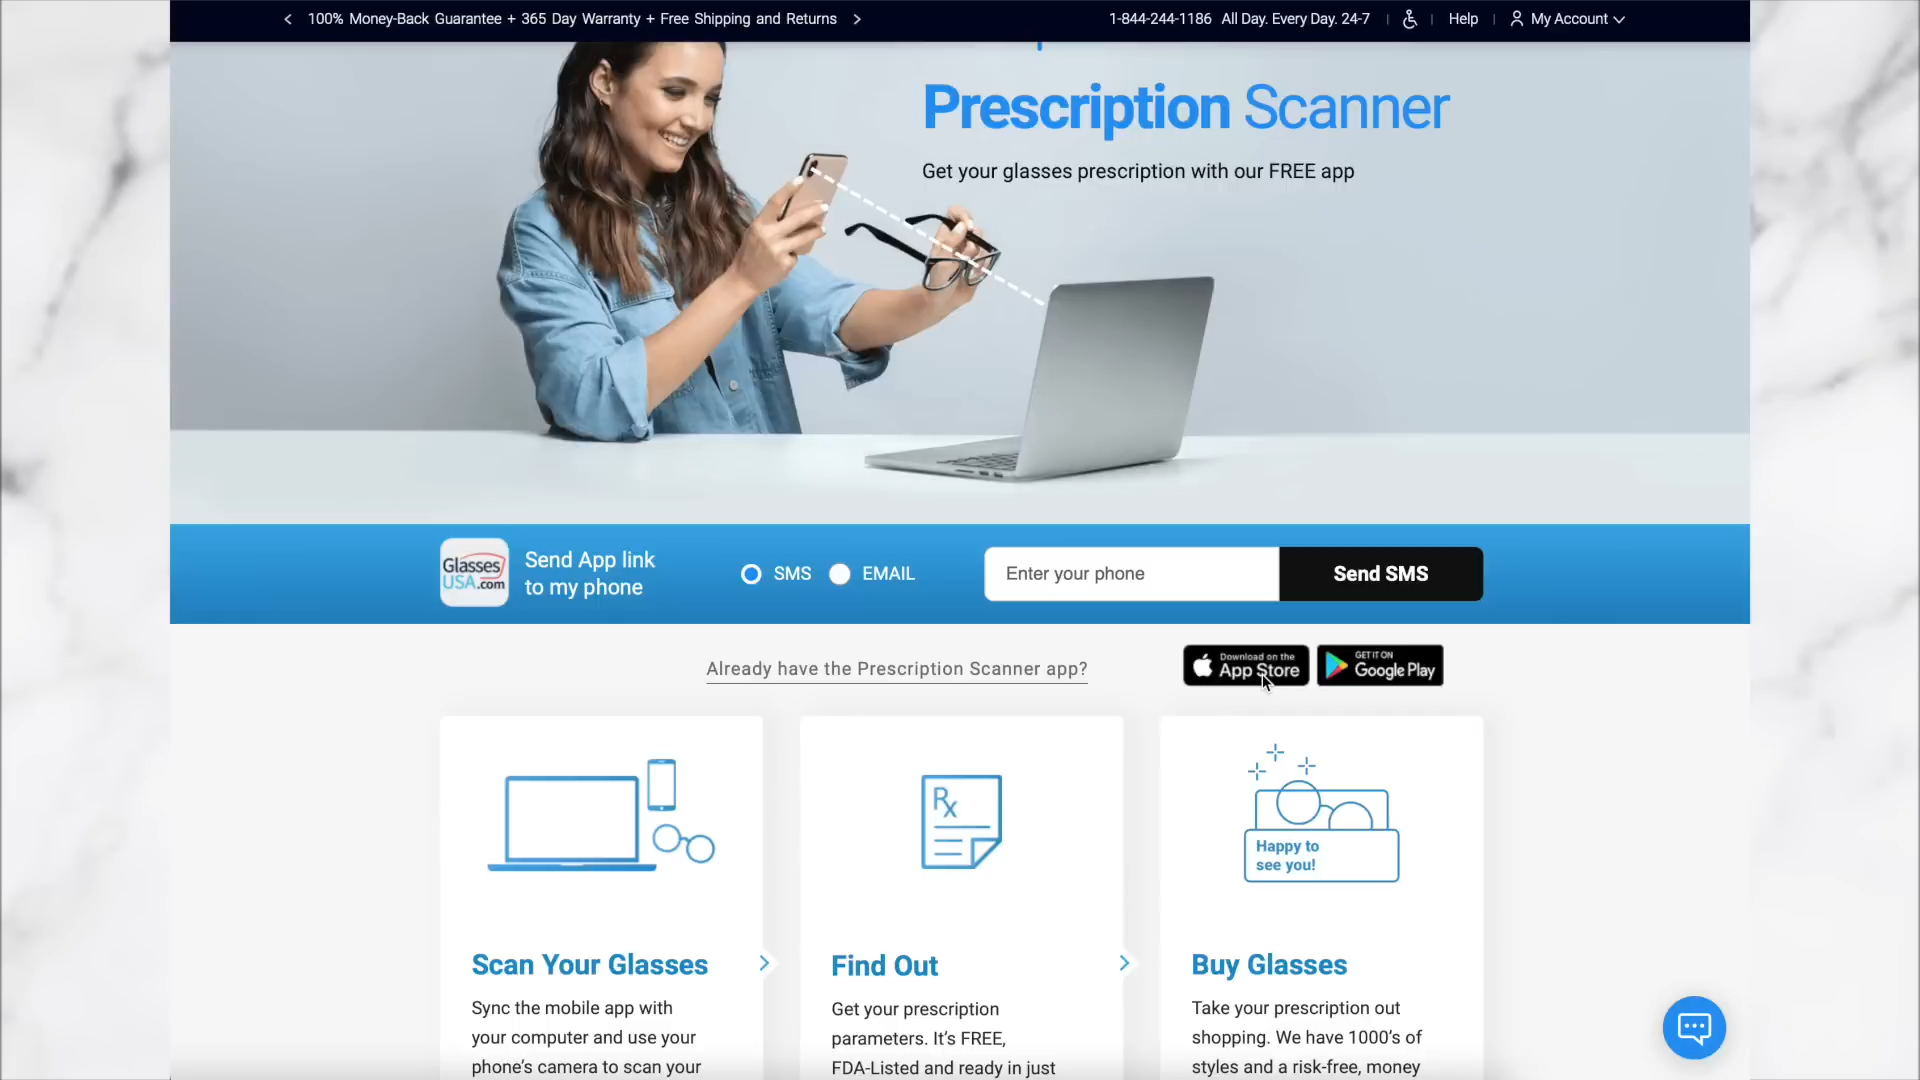 100% Money-Back Guarantee + 365 Day Warranty + Free Shipping and Returns
1-844-244-1186 All Day. Every Day. 24-7
Help
My Account
Prescription Scanner
Get your glasses prescription with our FREE app
Glasses
USA.com
Send App link
to my phone
SMS
EMAIL
Enter your phone
Send SMS
Already have the Prescription Scanner app?
Download on the
App Store
GET IT ON
Google Play
Rx
Happy to
see you!
Scan Your Glasses
Sync the mobile app with
your computer and use your
phone's camera to scan your
Find Out
Get your prescription
parameters. It's FREE,
FDA-Listed and ready in just
Buy Glasses
Take your prescription out
shopping. We have 1000's of
styles and a risk-free, money